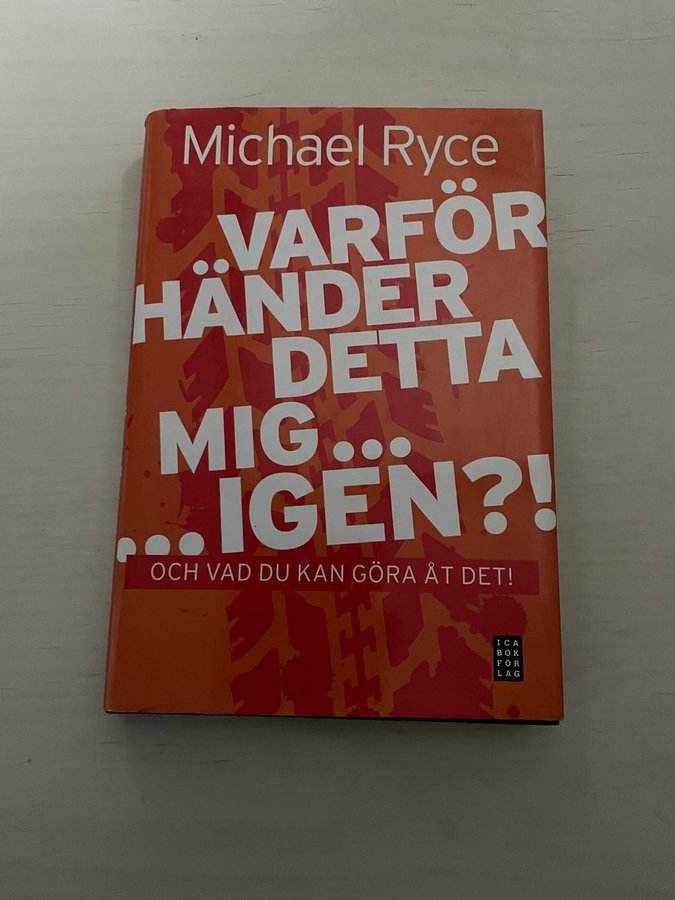 Michael Ryce
VARFÖR
HÄNDER
DETTA
MIG...
...IGEN?!
OCH VAD DU KAN GÖRA ÅT DET!
ICA
BOK
FÖR
LAG